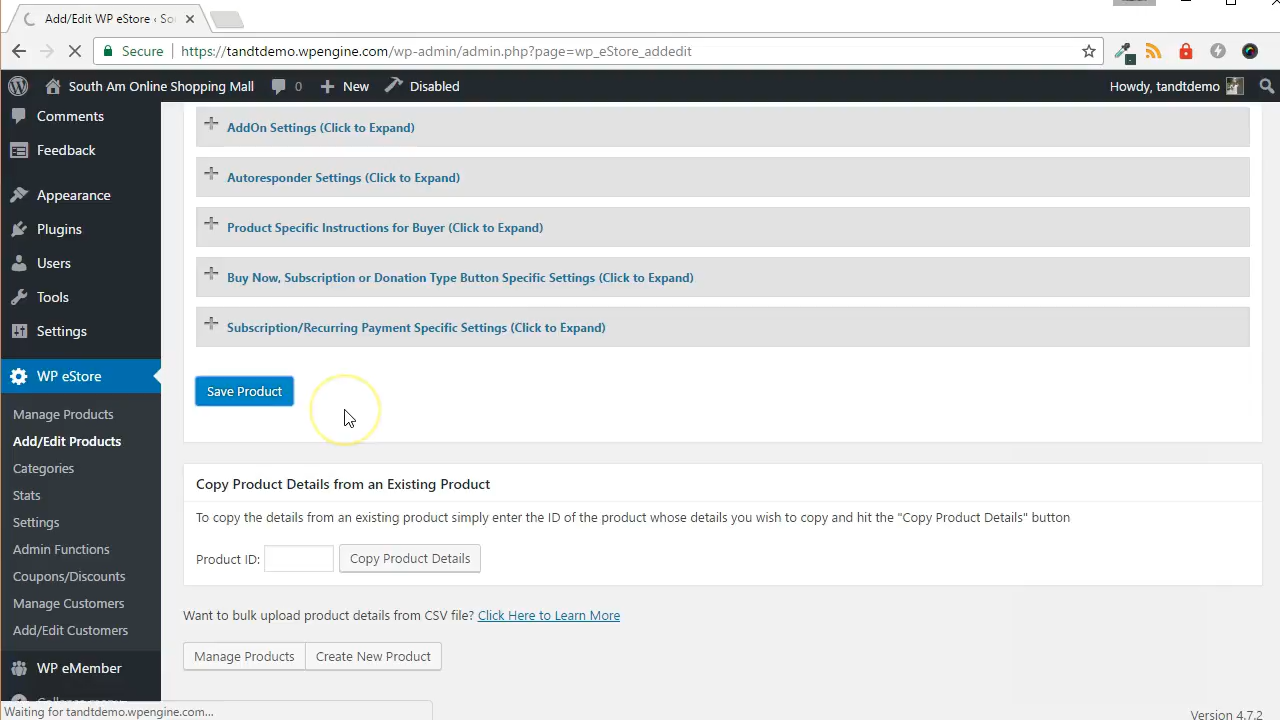 Add/Edit WP eStore ‹ So
Secure
https://tandtdemo.wpengine.com/wp-admin/admin.php?page=wp_eStore_addedit
South Am Online Shopping Mall
0
New
Disabled
Howdy, tandtdemo
Comments
Feedback
Appearance
Plugins
Users
Tools
Settings
WP eStore
Manage Products
Add/Edit Products
Categories
Stats
Settings
Admin Functions
Coupons/Discounts
Manage Customers
Add/Edit Customers
WP eMember
AddOn Settings (Click to Expand)
Autoresponder Settings (Click to Expand)
Product Specific Instructions for Buyer (Click to Expand)
Buy Now, Subscription or Donation Type Button Specific Settings (Click to Expand)
Subscription/Recurring Payment Specific Settings (Click to Expand)
Save Product
Copy Product Details from an Existing Product
To copy the details from an existing product simply enter the ID of the product whose details you wish to copy and hit the "Copy Product Details" button
Product ID:
Copy Product Details
Want to bulk upload product details from CSV file? Click Here to Learn More
Manage Products
Create New Product
Waiting for tandtdemo.wpengine.com...
Version 4.7.2